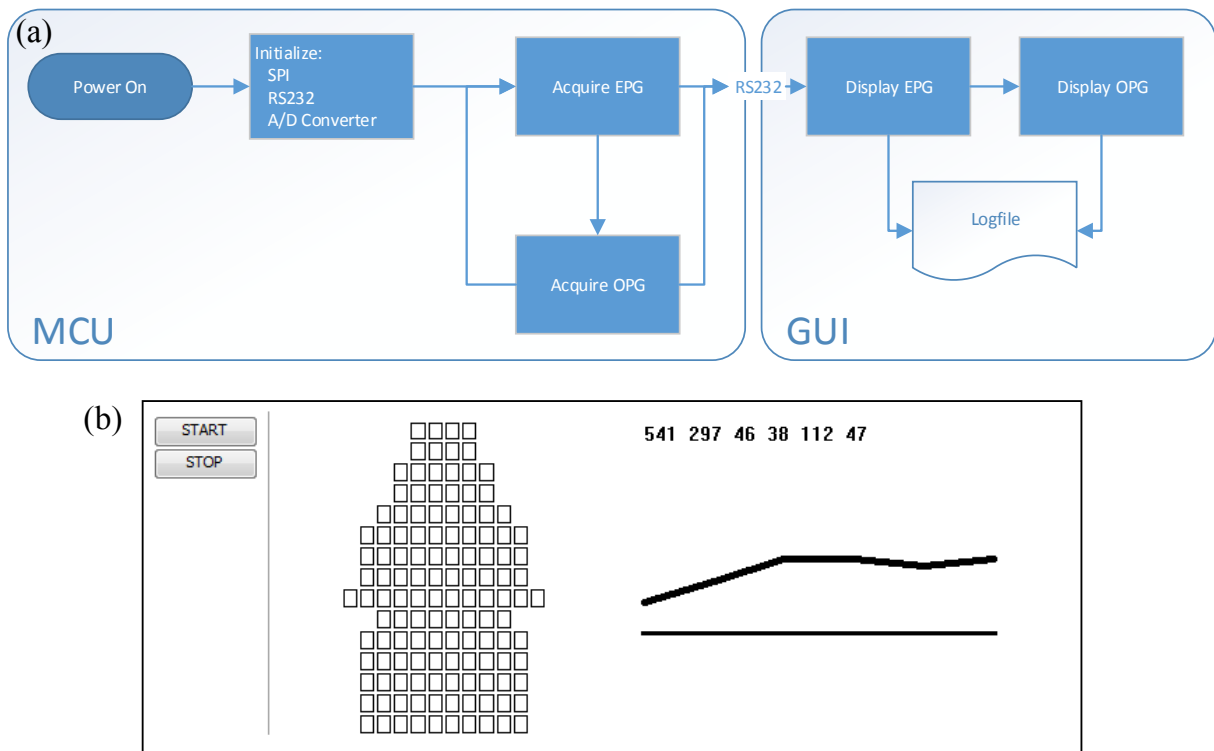 (a)
Power On
Initialize:
SPI
RS232
A/D Converter
Acquire EPG
RS232
Display EPG
Display OPG
Logfile
Acquire OPG
MCU
GUI
(b)
START
STOP
541 297 46 38 112 47